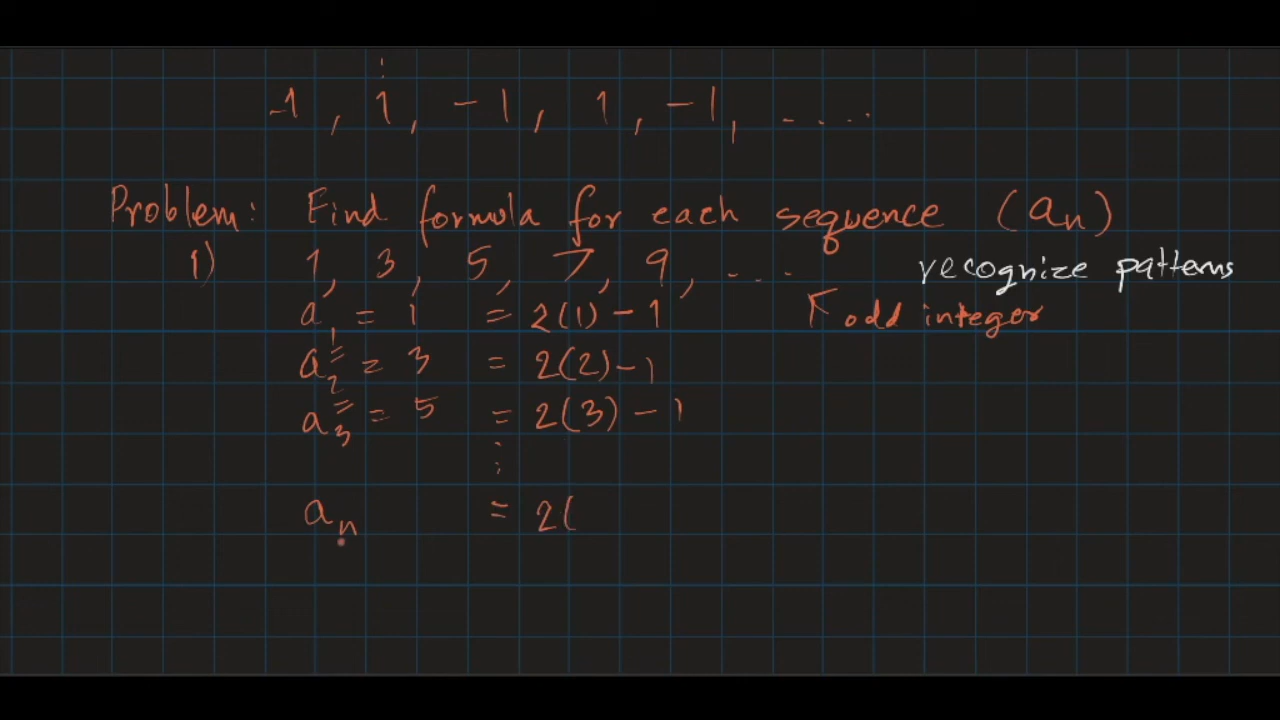 -1, 1, -1, 1, -1, ....
Problem: Find formula for each sequence (aₙ)
1) 1, 3, 5, 7, 9, ... recognize patterns
a₁ = 1 = 2(1) - 1 odd integer
a₂ = 3 = 2(2) - 1
a₃ = 5 = 2(3) - 1
⋮
aₙ = 2(